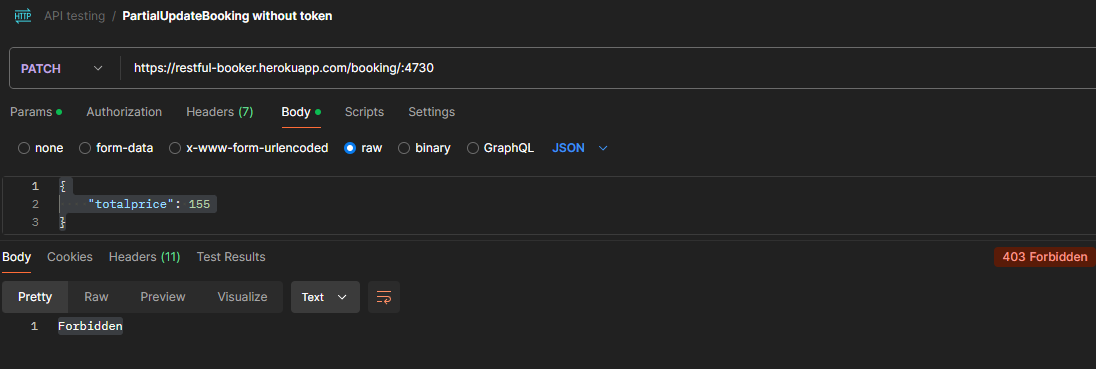 HTTP API testing / PartialUpdateBooking without token
PATCH https://restful-booker.herokuapp.com/booking/:4730
Params Authorization Headers (7) Body Scripts Settings
none form-data x-www-form-urlencoded raw binary GraphQL JSON
1 {
2 "totalprice": 155
3 }
Body Cookies Headers (11) Test Results 403 Forbidden
Pretty Raw Preview Visualize Text
1 Forbidden